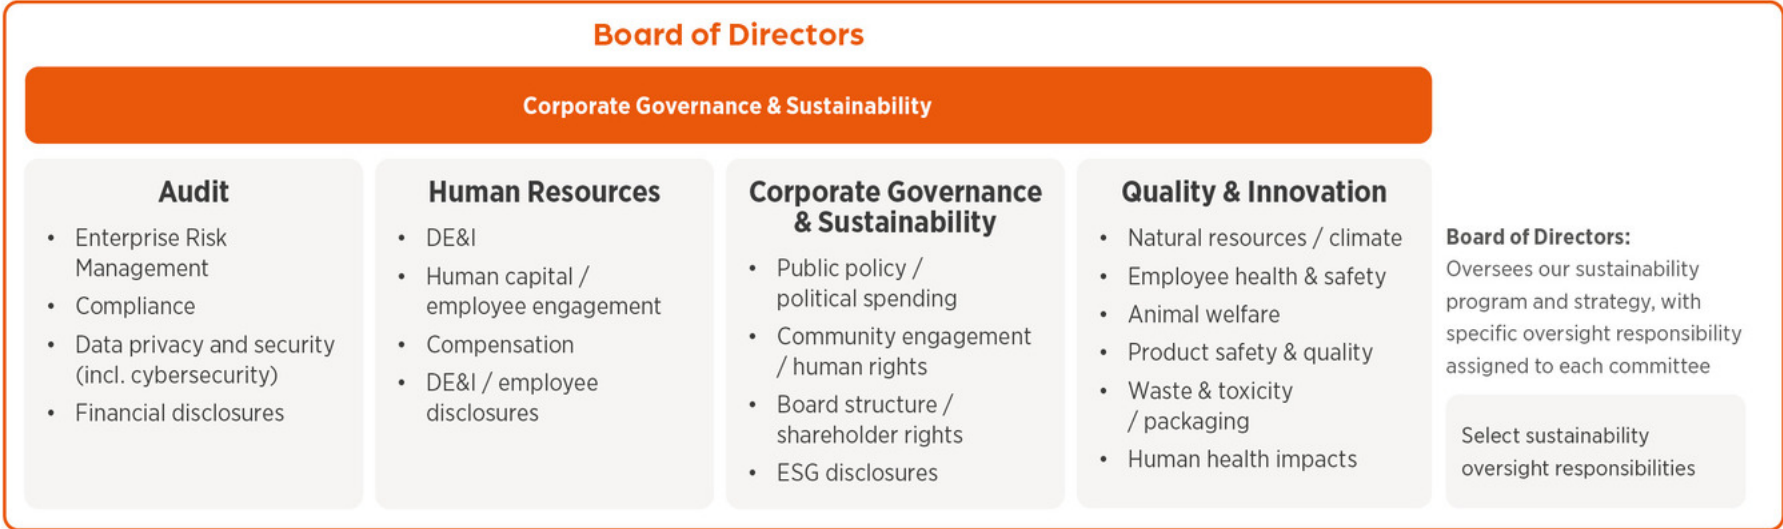 Board of Directors
Corporate Governance & Sustainability
Audit
• Enterprise Risk
Management
• Compliance
• Data privacy and security
(incl. cybersecurity)
• Financial disclosures
Human Resources
• DE&I
• Human capital /
employee engagement
• Compensation
• DE&I / employee
disclosures
Corporate Governance
& Sustainability
• Public policy /
political spending
• Community engagement
/ human rights
• Board structure /
shareholder rights
• ESG disclosures
Quality & Innovation
• Natural resources / climate
• Employee health & safety
• Animal welfare
• Product safety & quality
• Waste & toxicity
/ packaging
• Human health impacts
Board of Directors:
Oversees our sustainability
program and strategy, with
specific oversight responsibility
assigned to each committee
Select sustainability
oversight responsibilities